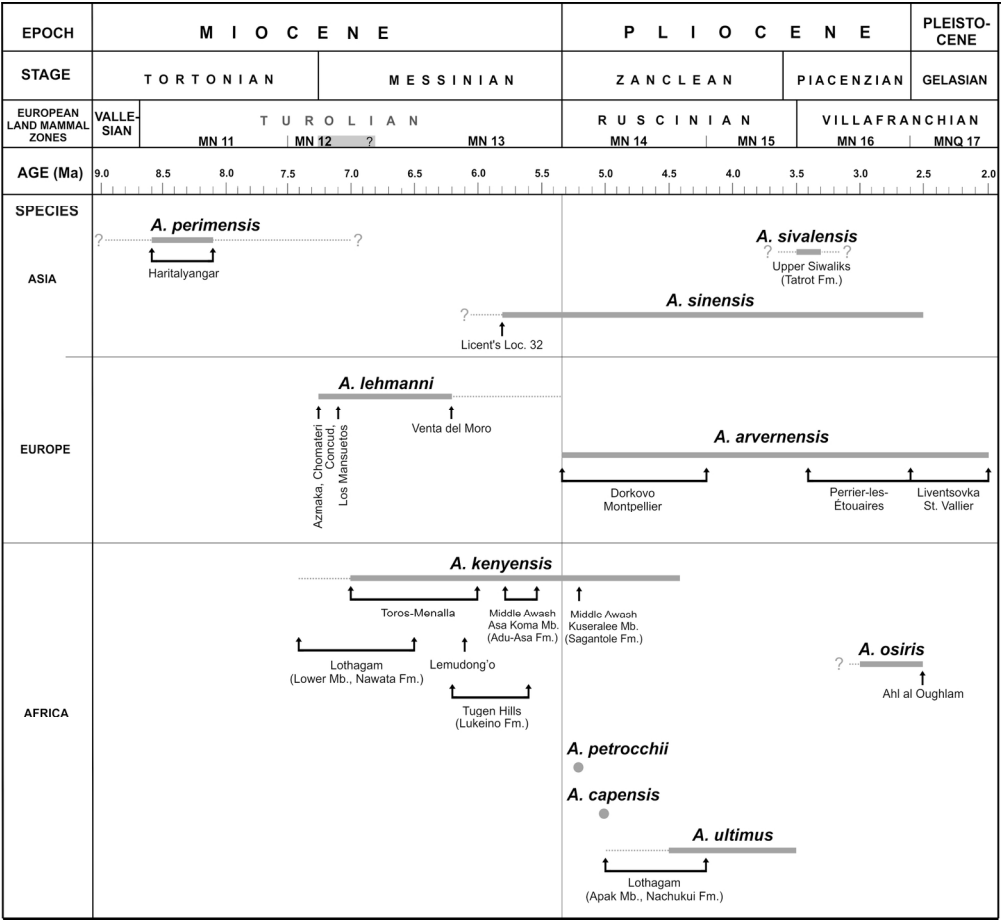 EPOCH
M I O C E N E
P L I O C E N E
PLEISTO-
CENE
STAGE
T O R T O N I A N
M E S S I N I A N
Z A N C L E A N
P I A C E N Z I A N
G E L A S I A N
EUROPEAN
LAND MAMMAL
ZONES
VALLE-
SIAN
T U R O L I A N
R U S C I N I A N
V I L L A F R A N C H I A N
MN 11
MN 12
?
MN 13
MN 14
MN 15
MN 16
MNQ 17
AGE (Ma)
9.0 8.5 8.0 7.5 7.0 6.5 6.0 5.5 5.0 4.5 4.0 3.5 3.0 2.5 2.0
SPECIES
A. perimensis
? ?
Haritalyangar
A. sivalensis
? ?
Upper Siwaliks
(Tatrot Fm.)
ASIA
A. sinensis
?
Licent's Loc. 32
A. lehmanni
Azmaka, Chomateri
Concud,
Los Mansuetos
Venta del Moro
EUROPE
A. arvernensis
Dorkovo
Montpellier
Perrier-les-
Étouaires
Liventsovka
St. Vallier
A. kenyensis
Toros-Menalla
Middle Awash
Asa Koma Mb.
(Adu-Asa Fm.)
Middle Awash
Kuseralee Mb.
(Sagantole Fm.)
Lothagam
(Lower Mb., Nawata Fm.)
Lemudong'o
Tugen Hills
(Lukeino Fm.)
A. osiris
?
Ahl al Oughlam
AFRICA
A. petrocchii
A. capensis
A. ultimus
Lothagam
(Apak Mb., Nachukui Fm.)